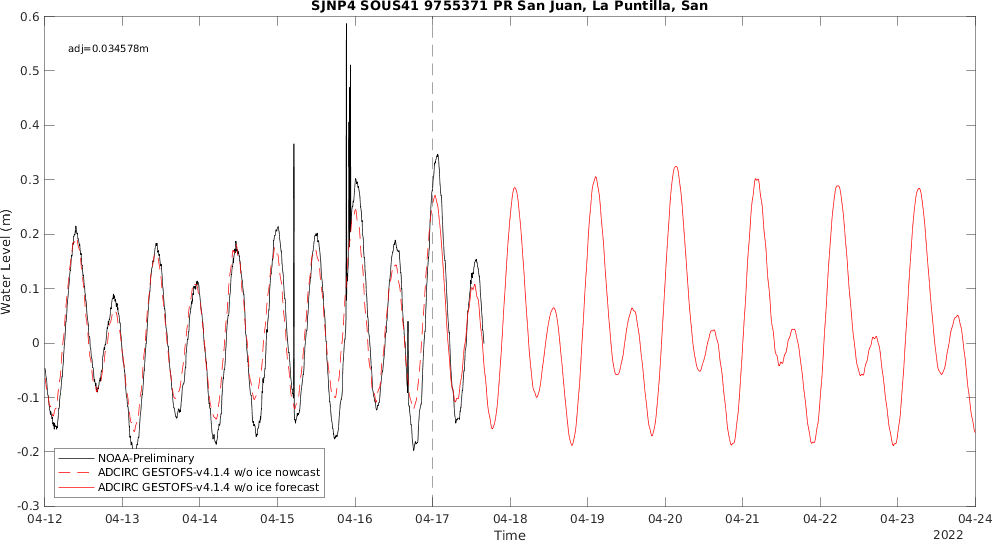 SJNP4 SOUS41 9755371 PR San Juan, La Puntilla, San
adj=0.034578m
Water Level (m)
0.6
0.5
0.4
0.3
0.2
0.1
0
-0.1
-0.2
-0.3
NOAA-Preliminary
ADCIRC GESTOFS-v4.1.4 w/o ice nowcast
ADCIRC GESTOFS-v4.1.4 w/o ice forecast
04-12 04-13 04-14 04-15 04-16 04-17 04-18 04-19 04-20 04-21 04-22 04-23 04-24
Time
2022